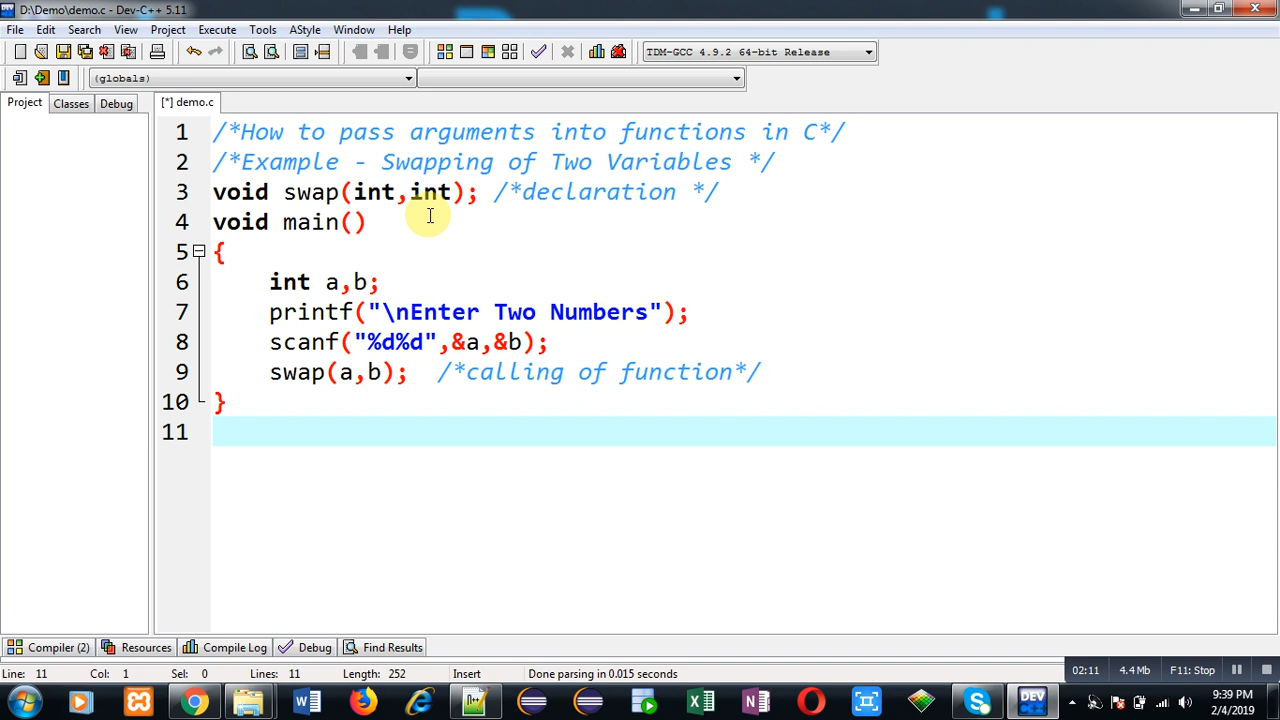 D:\Demo\demo.c - Dev-C++ 5.11
File Edit Search View Project Execute Tools AStyle Window Help
TDM-GCC 4.9.2 64-bit Release
(globals)
Project Classes Debug [*] demo.c
1 /*How to pass arguments into functions in C*/
2 /*Example - Swapping of Two Variables */
3 void swap(int,int); /*declaration */
4 void main()
5 {
6 int a,b;
7 printf("\nEnter Two Numbers");
8 scanf("%d%d",&a,&b);
9 swap(a,b); /*calling of function*/
10 }
11
Compiler (2) Resources Compile Log Debug Find Results
Line: 11 Col: 1 Sel: 0 Lines: 11 Length: 252 Insert Done parsing in 0.015 seconds 02:11 4.4 Mb F11: Stop
9:39 PM
2/4/2019